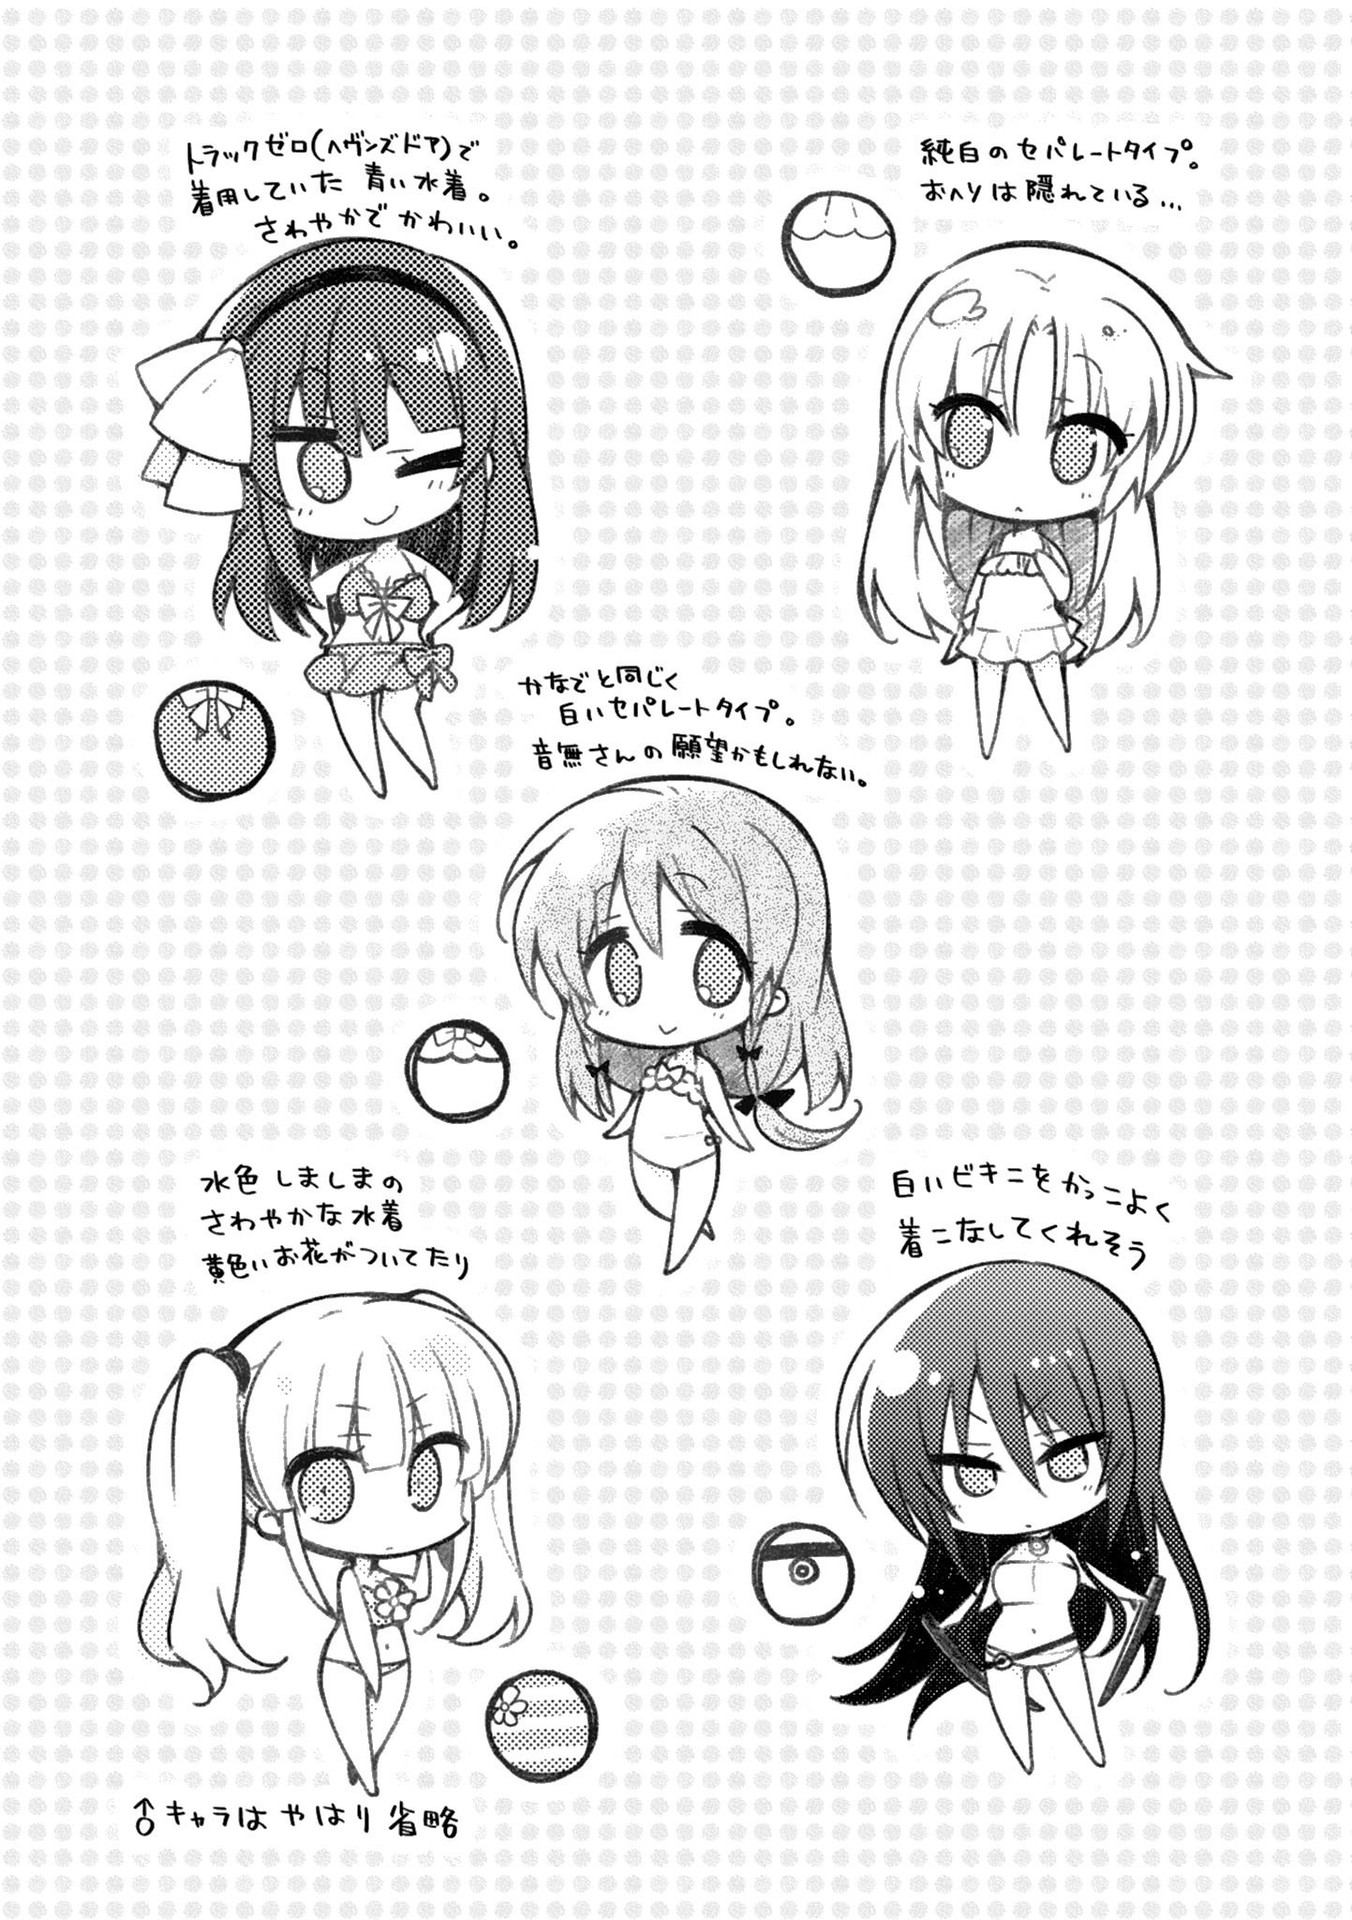 トラックゼロ(ヘヴンズドア)で
着用していた 青い水着。
さわやかでかわいい。
純白のセパレートタイプ。
おヘソは隠れている...
かなでと同じく
白いセパレートタイプ。
音無さんの願望かもしれない。
水色しましまの
さわやかな水着
黄色いお花がついてたり
白いビキニをかっこよく
着こなしてくれそう
♂キャラはやはり省略